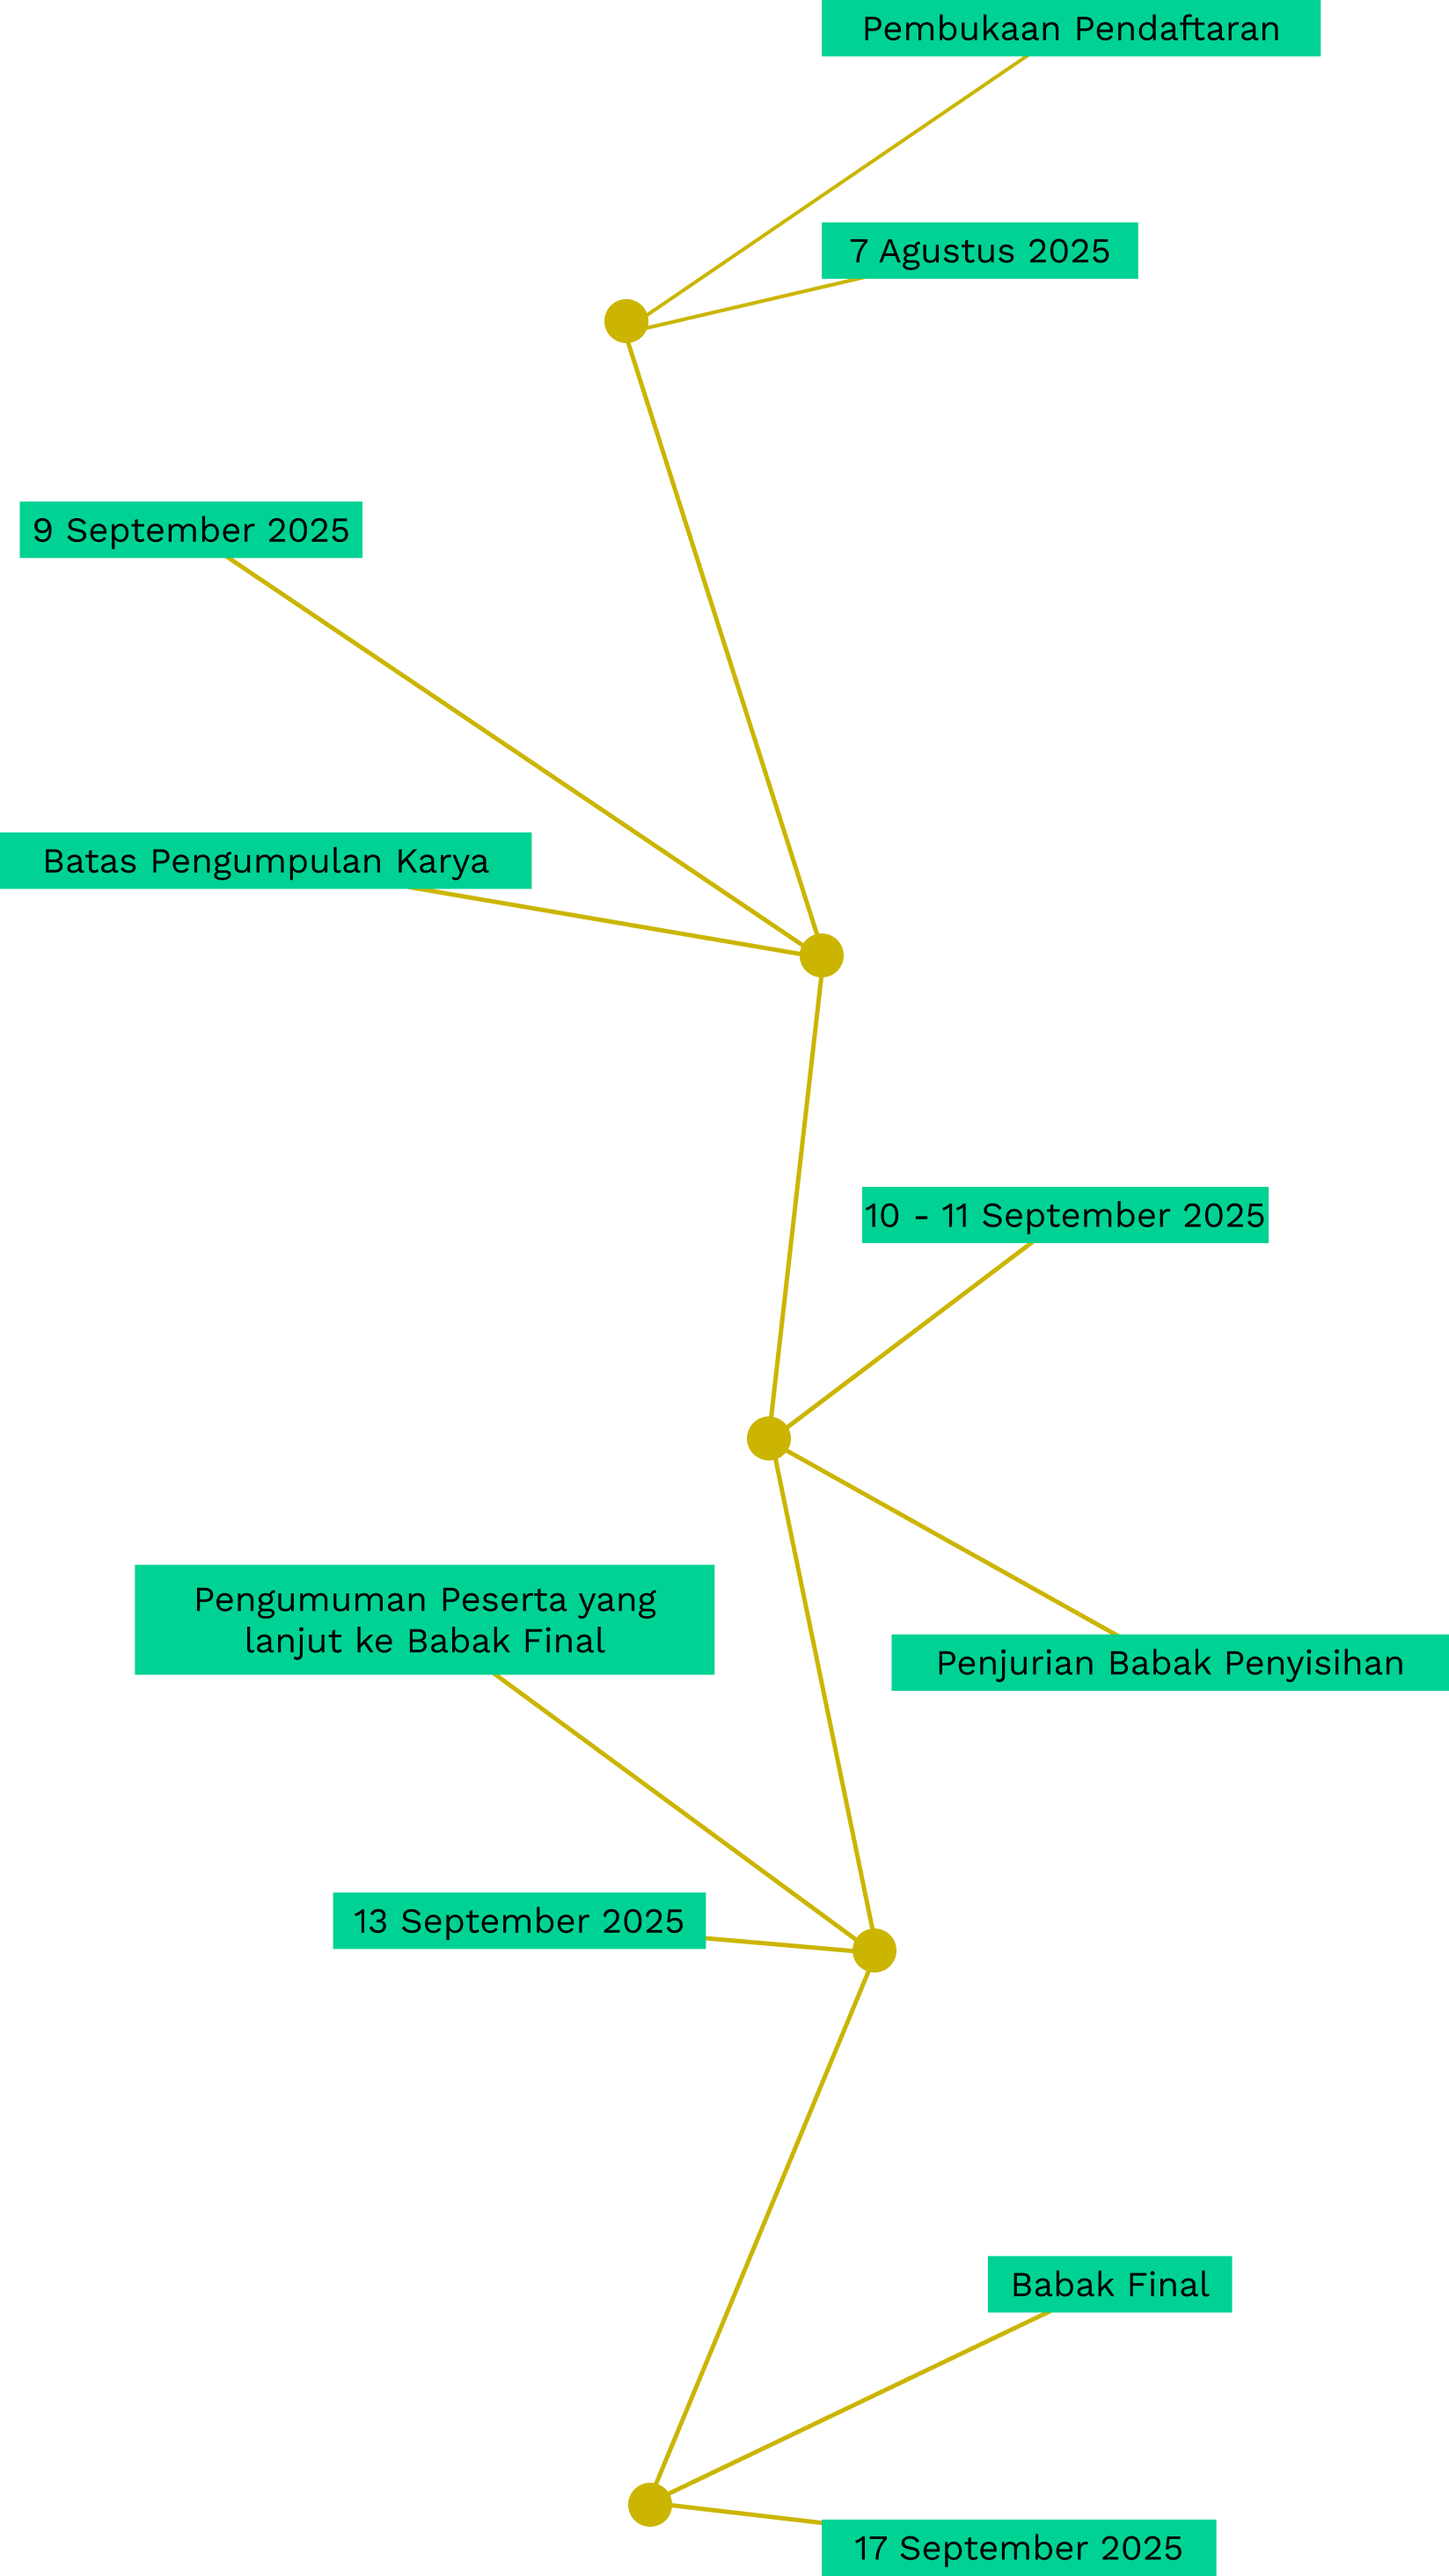 Pembukaan Pendaftaran
7 Agustus 2025
9 September 2025
Batas Pengumpulan Karya
10 - 11 September 2025
Pengumuman Peserta yang
lanjut ke Babak Final
Penjurian Babak Penyisihan
13 September 2025
Babak Final
17 September 2025